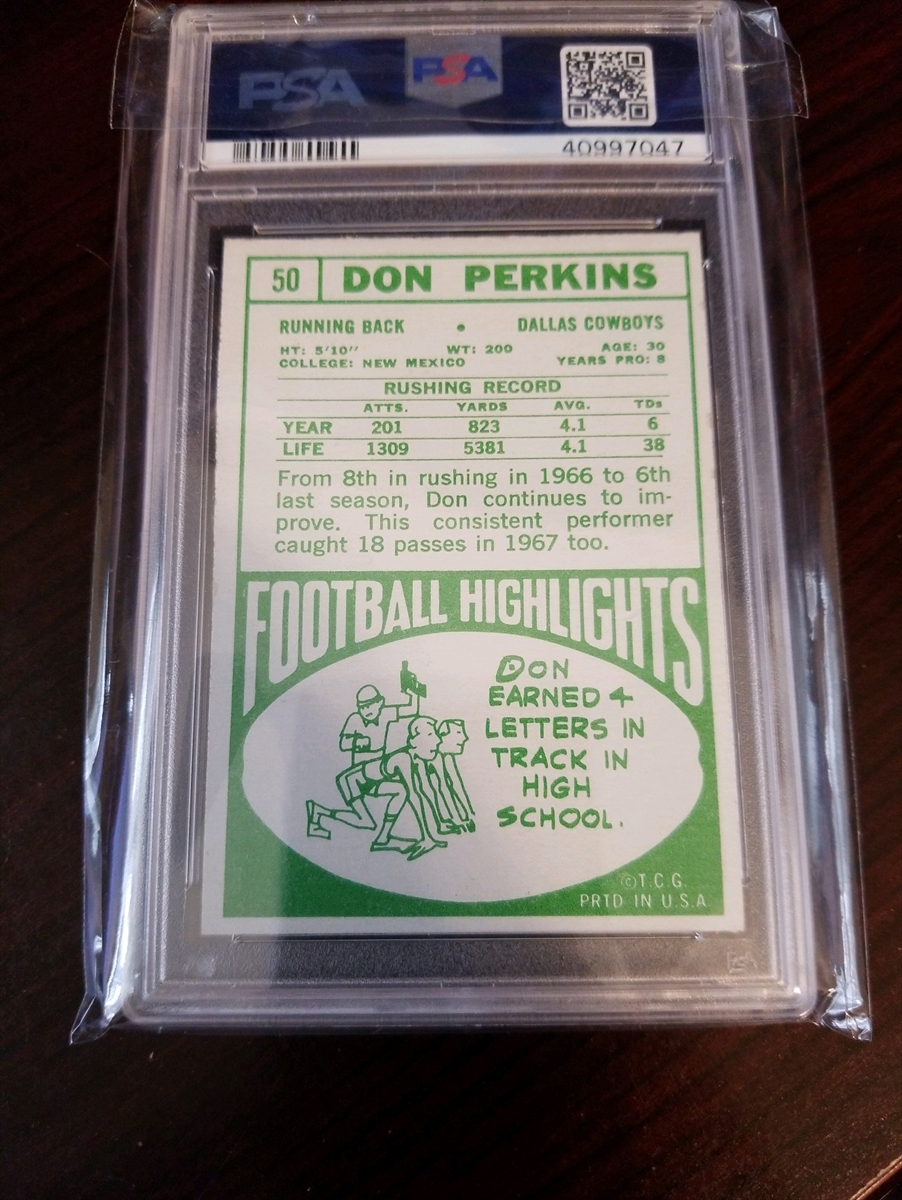 PSA
PSA
40997047
50 DON PERKINS
RUNNING BACK • DALLAS COWBOYS
HT: 5'10" WT: 200 AGE: 30
COLLEGE: NEW MEXICO YEARS PRO: 8
RUSHING RECORD
ATTS. YARDS AVG. TDs
YEAR 201 823 4.1 6
LIFE 1309 5381 4.1 38
From 8th in rushing in 1966 to 6th
last season, Don continues to im-
prove. This consistent performer
caught 18 passes in 1967 too.
FOOTBALL HIGHLIGHTS
DON
EARNED 4
LETTERS IN
TRACK IN
HIGH
SCHOOL.
©T.C.G.
PRTD IN U.S.A